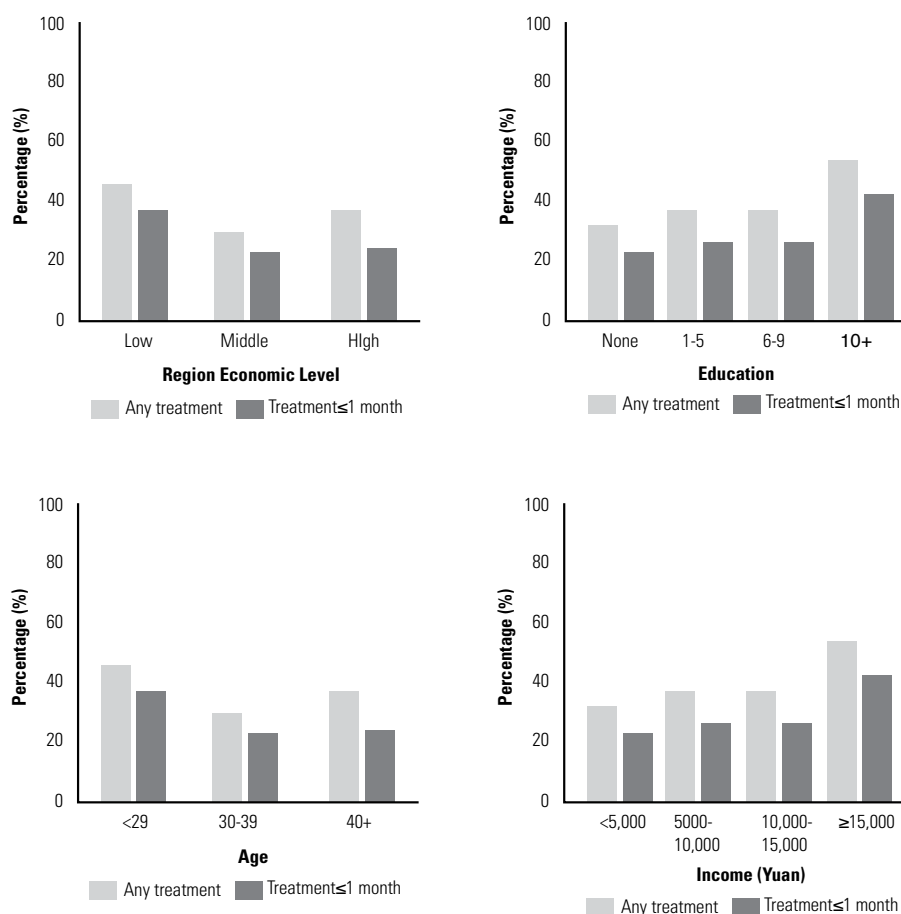 100
80
60
40
20
0
Percentage (%)
Low Middle HIgh
Region Economic Level
Any treatment Treatment≤1 month
100
80
60
40
20
0
Percentage (%)
None 1-5 6-9 10+
Education
Any treatment Treatment≤1 month
100
80
60
40
20
0
Percentage (%)
<29 30-39 40+
Age
Any treatment Treatment≤1 month
100
80
60
40
20
0
Percentage (%)
<5,000 5000- 10,000- ≥15,000
10,000 15,000
Income (Yuan)
Any treatment Treatment≤1 month